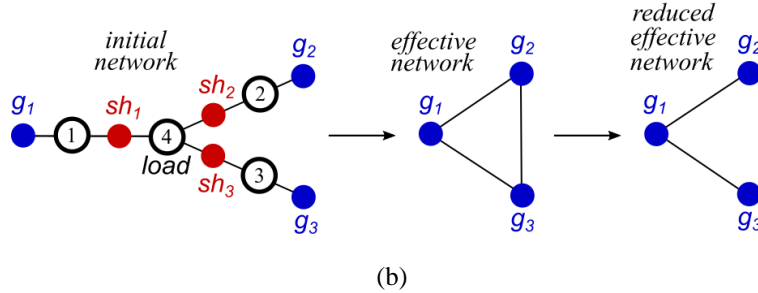 initial
network
g1
1
sh1
4
load
sh2
2
g2
sh3
3
g3
effective
network
g1
g2
g3
reduced
effective
network
g1
g2
g3
(b)